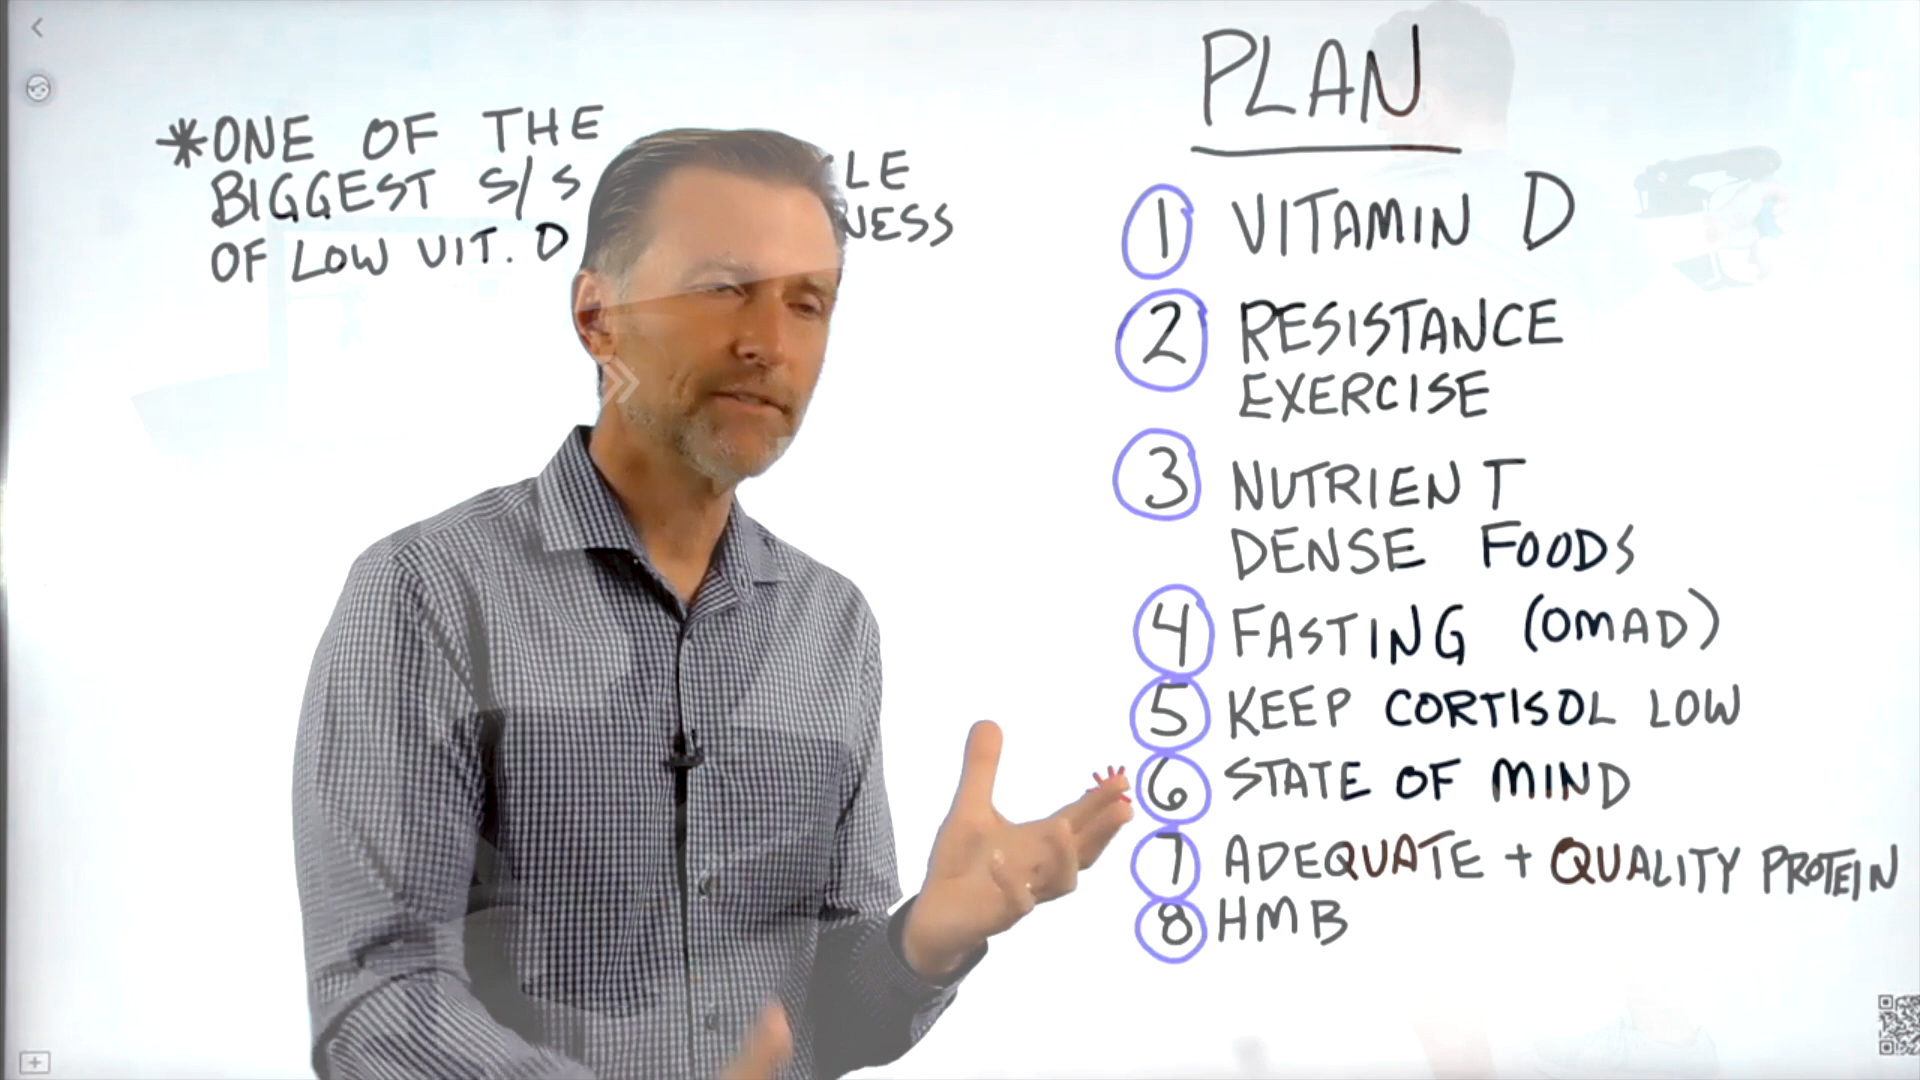 *ONE OF THE
BIGGEST S/S LE
OF LOW VIT. D NESS
PLAN
1 VITAMIN D
2 RESISTANCE
EXERCISE
3 NUTRIENT
DENSE FOODS
4 FASTING (OMAD)
5 KEEP CORTISOL LOW
* 6 STATE OF MIND
7 ADEQUATE + QUALITY PROTEIN
8 HMB